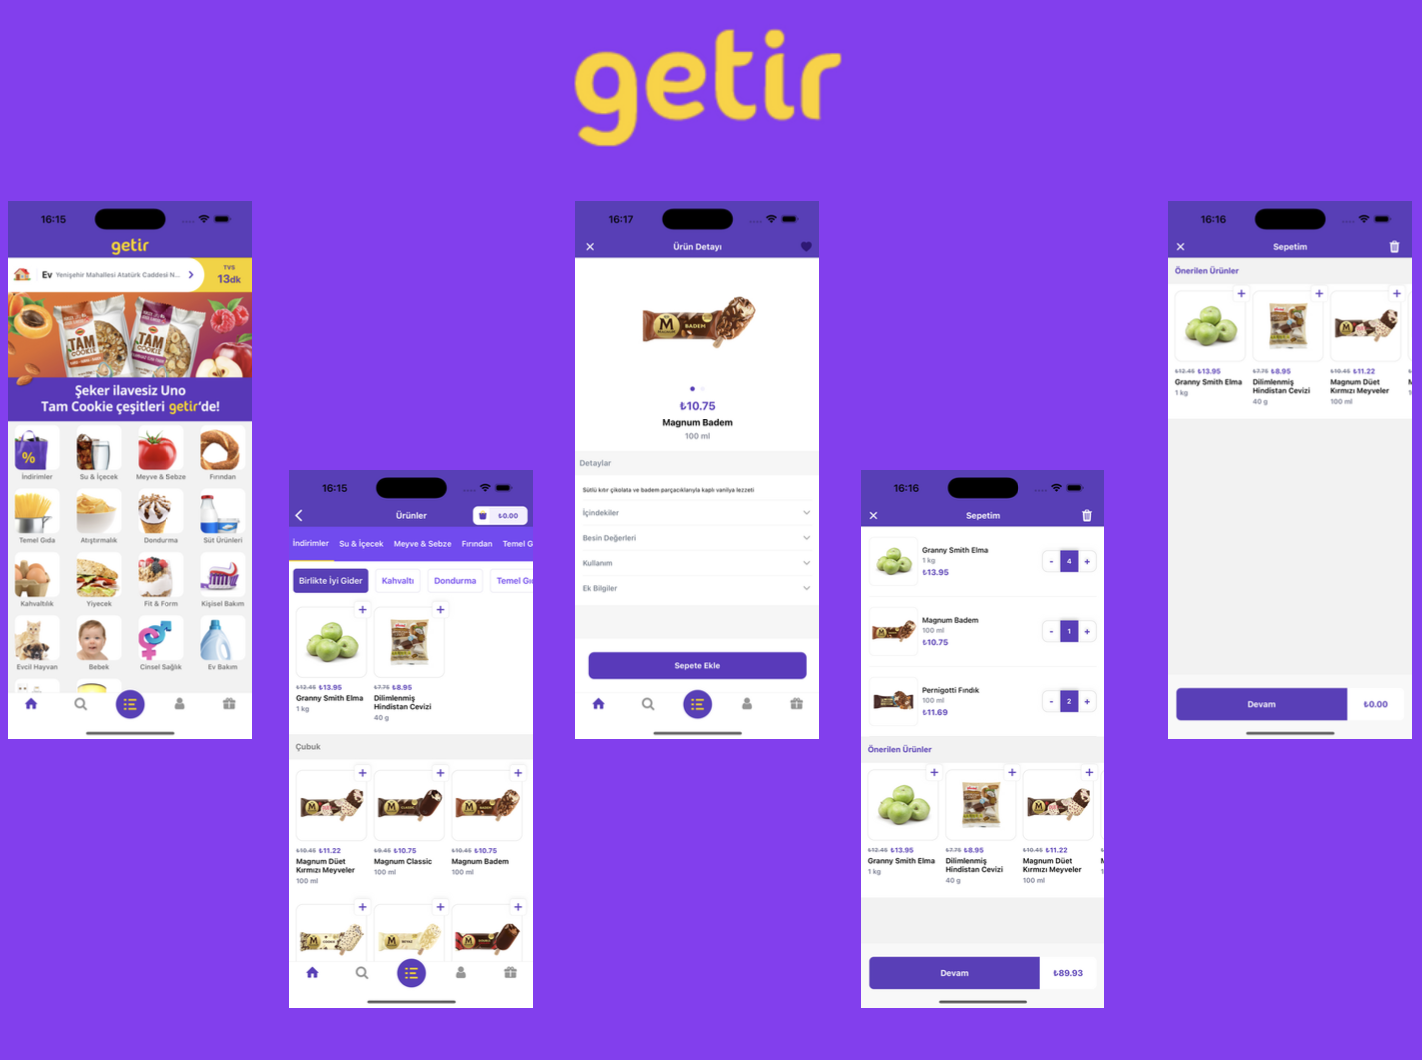 getir
16:15
getir
Ev Yenişehir Mahallesi Atatürk Caddesi N...
TVS
13dk
TAM
COOKIE
TAM
COOKIE
Şeker ilavesiz Uno
Tam Cookie çeşitleri getir'de!
%
İndirimler
Su & İçecek
Meyve & Sebze
Fırından
Temel Gıda
Atıştırmalık
Dondurma
Süt Ürünleri
Kahvaltılık
Yiyecek
Fit & Form
Kişisel Bakım
Evcil Hayvan
Bebek
Cinsel Sağlık
Ev Bakım
16:15
Ürünler
₺0.00
İndirimler Su & İçecek Meyve & Sebze Fırından Temel G
Birlikte İyi Gider Kahvaltı Dondurma Temel Gı
+ +
₺12.45 ₺13.95
Granny Smith Elma
1 kg
₺7.75 ₺8.95
Dilimlenmiş
Hindistan Cevizi
40 g
Çubuk
+ + +
₺10.45 ₺11.22
Magnum Düet
Kırmızı Meyveler
100 ml
₺9.45 ₺10.75
Magnum Classic
100 ml
₺10.45 ₺10.75
Magnum Badem
100 ml
+ + +
16:17
Ürün Detayı
M
BADEM
₺10.75
Magnum Badem
100 ml
Detaylar
Sütlü kıtır çikolata ve badem parçacıklarıyla kaplı vanilya lezzeti
İçindekiler
Besin Değerleri
Kullanım
Ek Bilgiler
Sepete Ekle
16:16
Sepetim
Granny Smith Elma
1 kg
₺13.95
- 4 +
Magnum Badem
100 ml
₺10.75
- 1 +
Pernigotti Fındık
100 ml
₺11.69
- 2 +
Önerilen Ürünler
+ + +
₺12.45 ₺13.95
Granny Smith Elma
1 kg
₺7.75 ₺8.95
Dilimlenmiş
Hindistan Cevizi
40 g
₺10.45 ₺11.22
Magnum Düet
Kırmızı Meyveler
100 ml
Devam
₺89.93
16:16
Sepetim
Önerilen Ürünler
+ + +
₺12.45 ₺13.95
Granny Smith Elma
1 kg
₺7.75 ₺8.95
Dilimlenmiş
Hindistan Cevizi
40 g
₺10.45 ₺11.22
Magnum Düet
Kırmızı Meyveler
100 ml
Devam
₺0.00